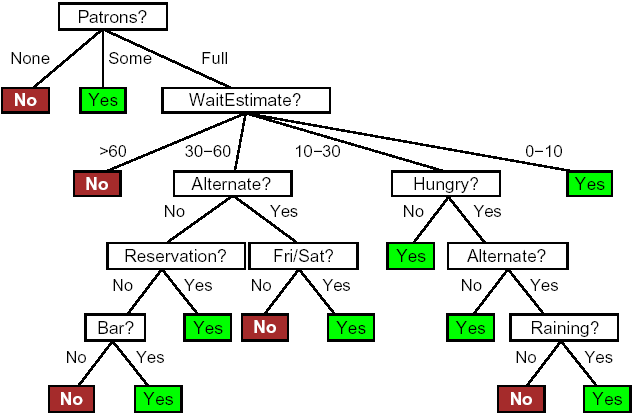 Patrons?
None Some Full
No Yes WaitEstimate?
>60 30−60 10−30 0−10
No Alternate? Hungry? Yes
No Yes No Yes
Reservation? Fri/Sat? Yes Alternate?
No Yes No Yes No Yes
Bar? Yes No Yes Yes Raining?
No Yes No Yes
No Yes No Yes